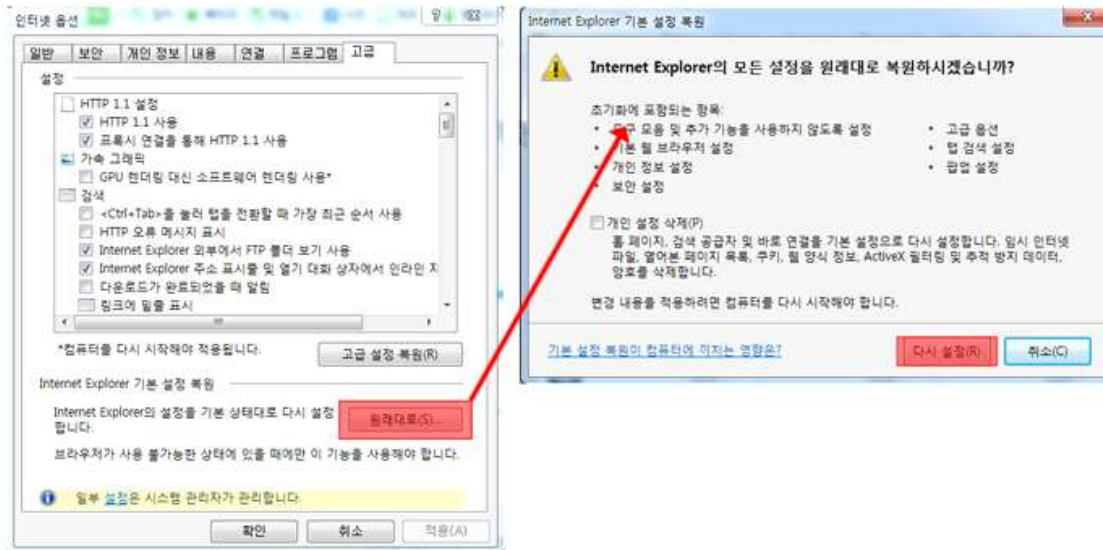 인터넷 옵션
일반
보안
개인 정보
내용
연결
프로그램
고급
설정
HTTP 1.1 설정
HTTP 1.1 사용
프록시 연결을 통해 HTTP 1.1 사용
가속 그래픽
GPU 렌더링 대신 소프트웨어 렌더링 사용*
검색
<Ctrl+Tab>을 눌러 탭을 전환할 때 가장 최근 순서 사용
HTTP 오류 메시지 표시
Internet Explorer 외부에서 FTP 폴더 보기 사용
Internet Explorer 주소 표시줄 및 열기 대화 상자에서 인라인 자
다운로드가 완료되었을 때 알림
링크에 밑줄 표시
*컴퓨터를 다시 시작해야 적용됩니다.
고급 설정 복원(R)
Internet Explorer 기본 설정 복원
Internet Explorer의 설정을 기본 상태대로 다시 설정
합니다.
원래대로(S)...
브라우저가 사용 불가능한 상태에 있을 때에만 이 기능을 사용해야 합니다.
일부 설정은 시스템 관리자가 관리합니다.
확인
취소
적용(A)
Internet Explorer 기본 설정 복원
Internet Explorer의 모든 설정을 원래대로 복원하시겠습니까?
초기화에 포함되는 항목:
• 도구 모음 및 추가 기능을 사용하지 않도록 설정
• 기본 웹 브라우저 설정
• 개인 정보 설정
• 보안 설정
• 고급 옵션
• 탭 검색 설정
• 팝업 설정
개인 설정 삭제(P)
홈 페이지, 검색 공급자 및 바로 연결을 기본 설정으로 다시 설정합니다. 임시 인터넷
파일, 열어본 페이지 목록, 쿠키, 웹 양식 정보, ActiveX 필터링 및 추적 방지 데이터,
암호를 삭제합니다.
변경 내용을 적용하려면 컴퓨터를 다시 시작해야 합니다.
기본 설정 복원이 컴퓨터에 끼치는 영향은?
다시 설정(R)
취소(C)